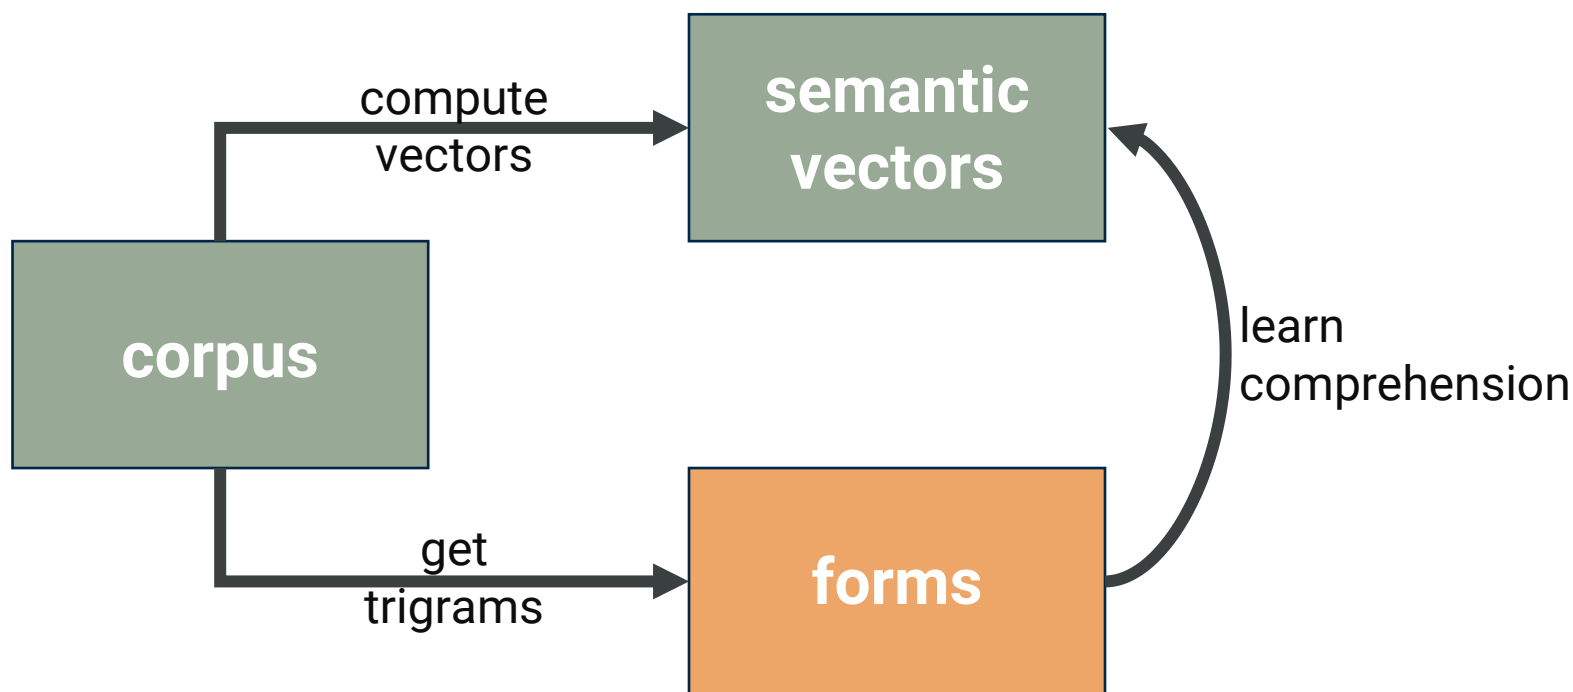 compute
vectors
semantic
vectors
corpus
learn
comprehension
get
trigrams
forms